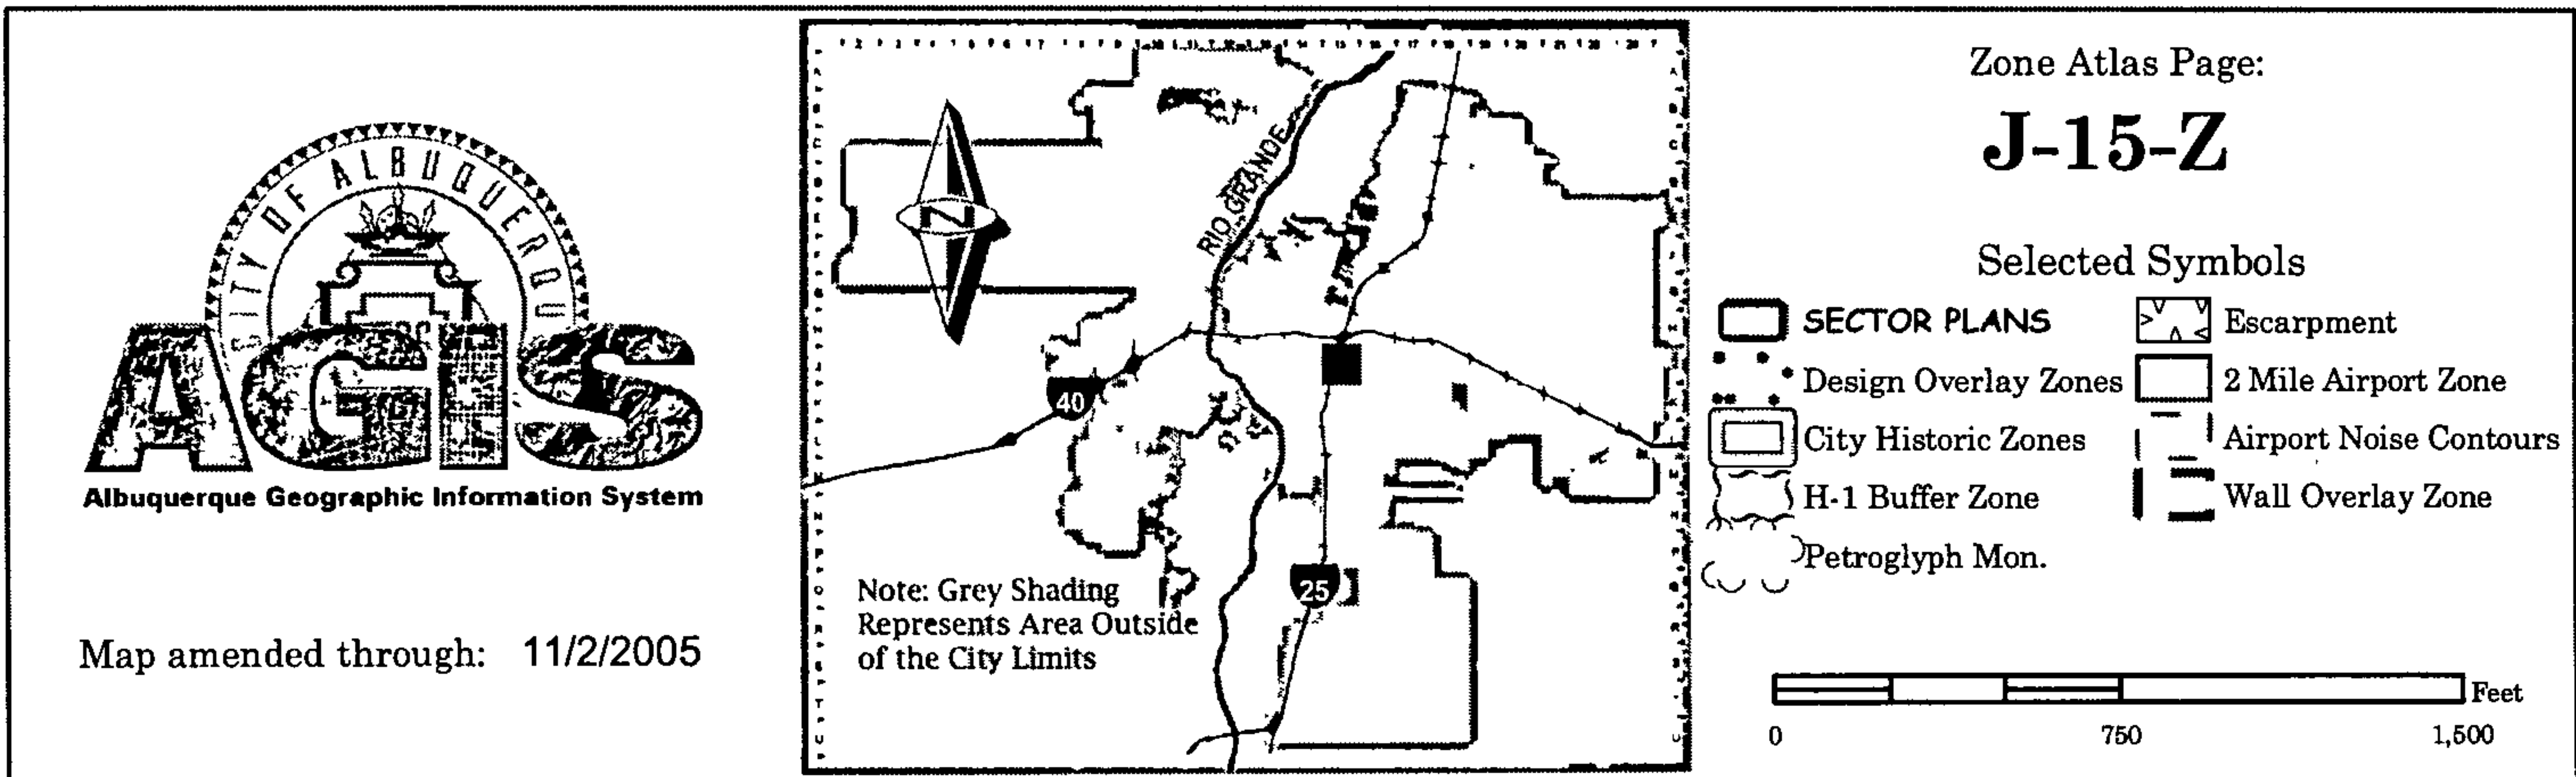 CITY OF ALBUQUERQU
AGIS
Albuquerque Geographic Information System
Map amended through: 11/2/2005
N
RIO GRANDE
40
25
Note: Grey Shading
Represents Area Outside
of the City Limits
Zone Atlas Page:
J-15-Z
Selected Symbols
SECTOR PLANS
Escarpment
Design Overlay Zones
2 Mile Airport Zone
City Historic Zones
Airport Noise Contours
H-1 Buffer Zone
Wall Overlay Zone
Petroglyph Mon.
Feet
0 750 1,500